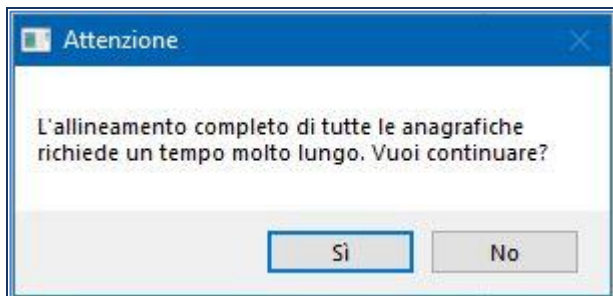 Attenzione
L'allineamento completo di tutte le anagrafiche
richiede un tempo molto lungo. Vuoi continuare?
Sì No